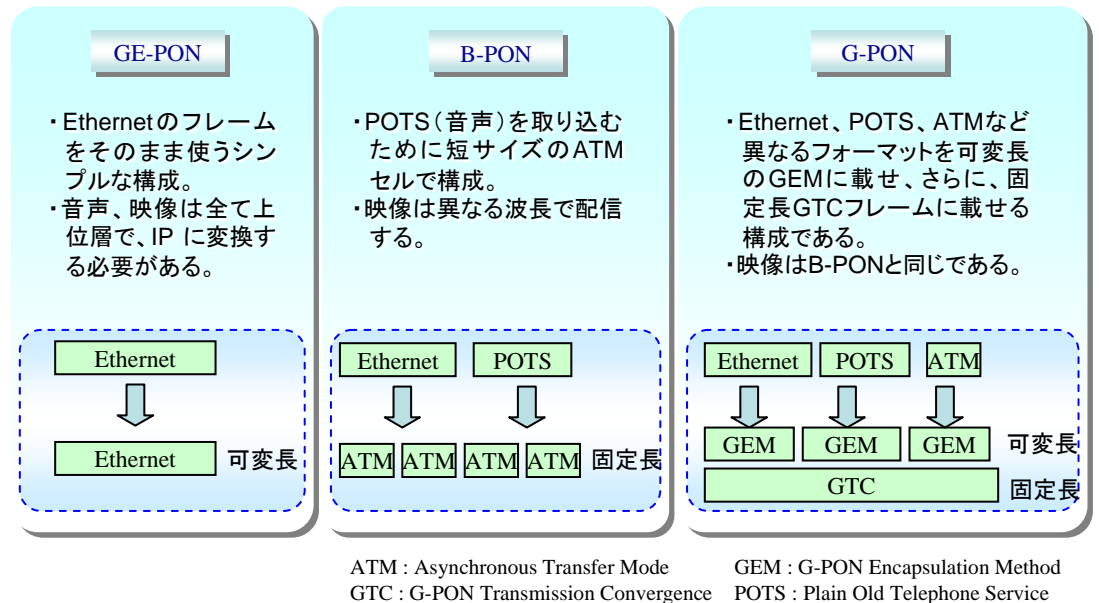 GE-PON
・Ethernetのフレーム
をそのまま使うシン
プルな構成。
・音声、映像は全て上
位層で、IP に変換す
る必要がある。
Ethernet
Ethernet 可変長
B-PON
・POTS(音声)を取り込む
ために短サイズのATM
セルで構成。
・映像は異なる波長で配信
する。
Ethernet POTS
ATM ATM ATM ATM 固定長
G-PON
・Ethernet、POTS、ATMなど
異なるフォーマットを可変長
のGEMに載せ、さらに、固
定長GTCフレームに載せる
構成である。
・映像はB-PONと同じである。
Ethernet POTS ATM
GEM GEM GEM 可変長
GTC 固定長
ATM : Asynchronous Transfer Mode GEM : G-PON Encapsulation Method
GTC : G-PON Transmission Convergence POTS : Plain Old Telephone Service